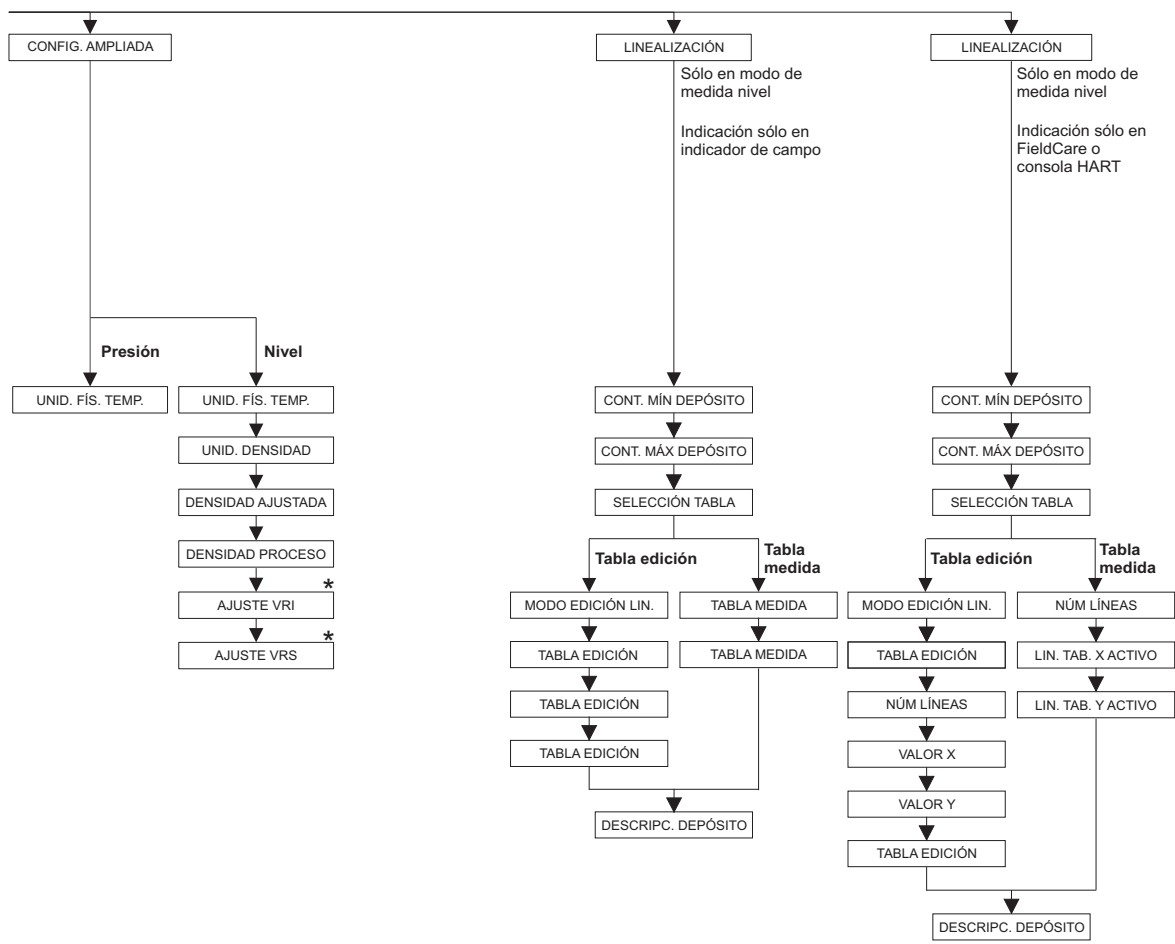 CONFIG. AMPLIADA
LINEALIZACIÓN
LINEALIZACIÓN
Sólo en modo de
medida nivel
Indicación sólo en
indicador de campo
Sólo en modo de
medida nivel
Indicación sólo en
FieldCare o
consola HART
Presión
Nivel
UNID. FÍS. TEMP.
UNID. FÍS. TEMP.
UNID. DENSIDAD
DENSIDAD AJUSTADA
DENSIDAD PROCESO
*
AJUSTE VRI
*
AJUSTE VRS
CONT. MÍN DEPÓSITO
CONT. MÁX DEPÓSITO
SELECCIÓN TABLA
Tabla edición
Tabla
medida
MODO EDICIÓN LIN.
TABLA EDICIÓN
TABLA EDICIÓN
TABLA EDICIÓN
TABLA MEDIDA
TABLA MEDIDA
DESCRIPC. DEPÓSITO
CONT. MÍN DEPÓSITO
CONT. MÁX DEPÓSITO
SELECCIÓN TABLA
Tabla edición
Tabla
medida
MODO EDICIÓN LIN.
TABLA EDICIÓN
NÚM LÍNEAS
VALOR X
VALOR Y
TABLA EDICIÓN
NÚM LÍNEAS
LIN. TAB. X ACTIVO
LIN. TAB. Y ACTIVO
DESCRIPC. DEPÓSITO